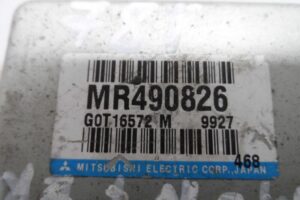 MR490826
G0T16572 M 9927
468
MITSUBISHI ELECTRIC CORP., JAPAN